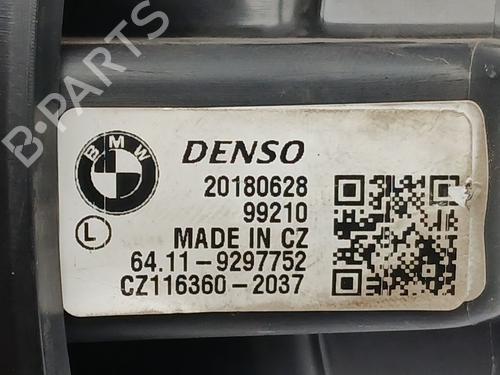 B-PARTS
BMW
DENSO
20180628
99210
L
MADE IN CZ
64.11-9297752
CZ116360-2037